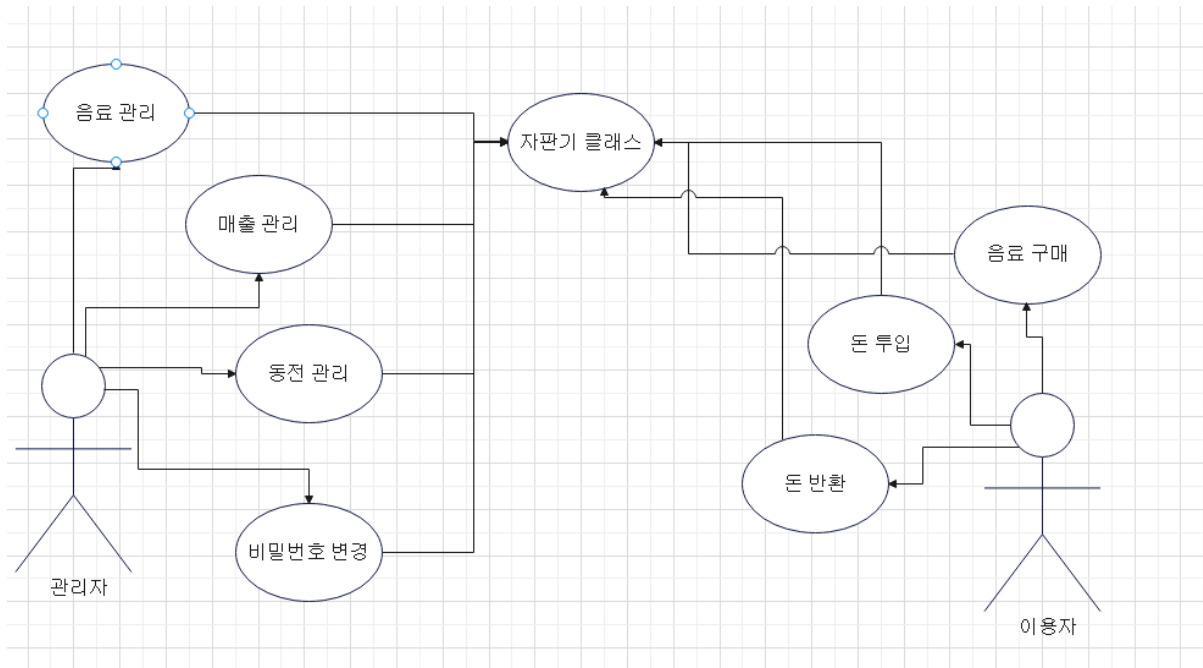 음료 관리
자판기 클래스
매출 관리
음료 구매
돈 투입
동전 관리
돈 반환
비밀번호 변경
관리자
이용자